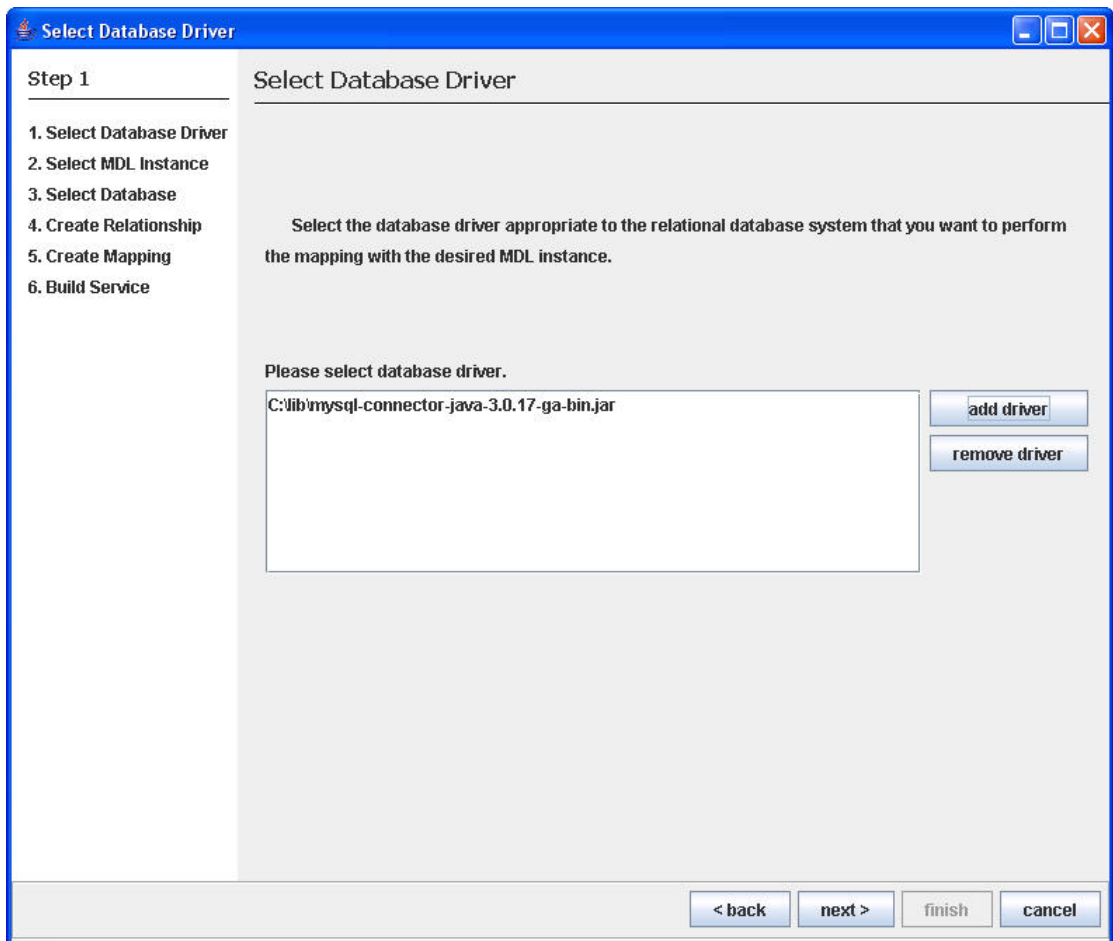 Select Database Driver
Step 1
1. Select Database Driver
2. Select MDL Instance
3. Select Database
4. Create Relationship
5. Create Mapping
6. Build Service
Select Database Driver
Select the database driver appropriate to the relational database system that you want to perform
the mapping with the desired MDL instance.
Please select database driver.
C:\lib\mysql-connector-java-3.0.17-ga-bin.jar
add driver
remove driver
< back
next >
finish
cancel